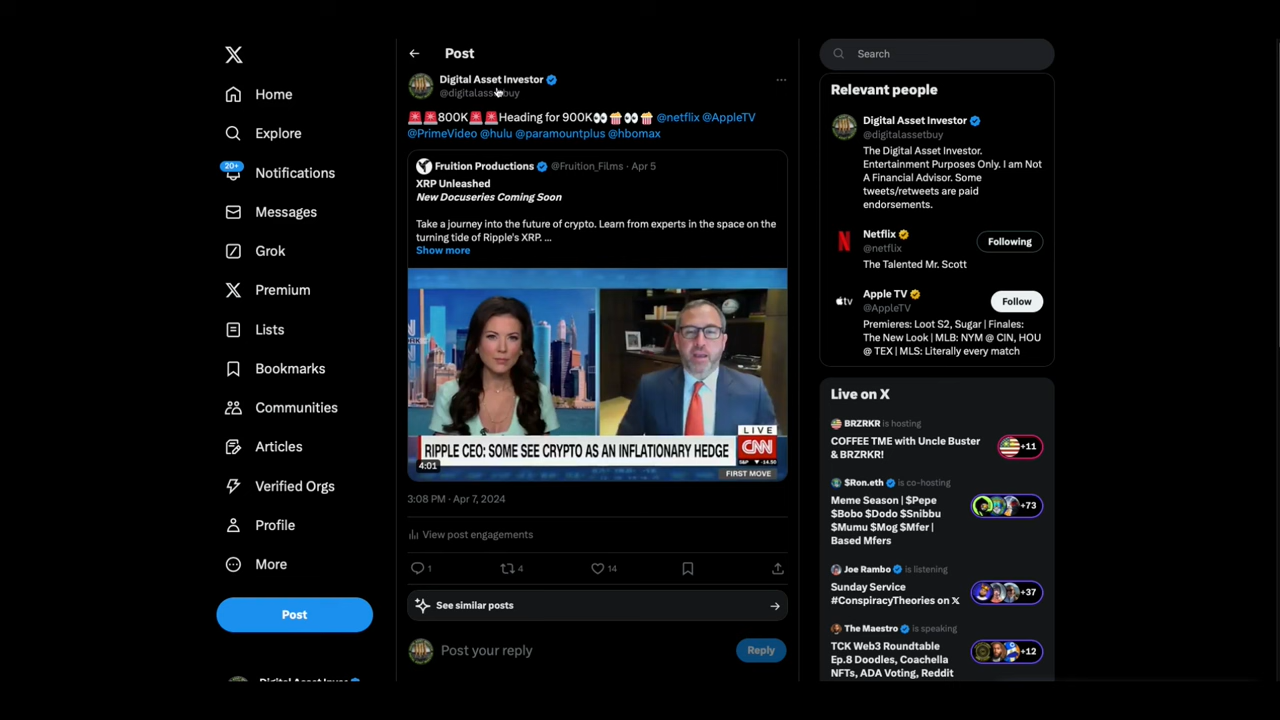 Home
Explore
20+
Notifications
Messages
Grok
Premium
Lists
Bookmarks
Communities
Articles
Verified Orgs
Profile
More
Post
Post
Digital Asset Investor
🚨🚨800K🚨🚨Heading for 900K👀🍿👀🍿 @netflix @AppleTV
@PrimeVideo @hulu @paramountplus @hbomax
Fruition Productions @Fruition_Films · Apr 5
XRP Unleashed
New Docuseries Coming Soon
Take a journey into the future of crypto. Learn from experts in the space on the
turning tide of Ripple's XRP. ...
Show more
LIVE
RIPPLE CEO: SOME SEE CRYPTO AS AN INFLATIONARY HEDGE
CNN
4:01
S&P ▼ -14.50
FIRST MOVE
3:08 PM · Apr 7, 2024
View post engagements
1
4
14
See similar posts
Post your reply
Reply
Search
Relevant people
Digital Asset Investor
@digitalassetbuy
The Digital Asset Investor.
Entertainment Purposes Only. I am Not
A Financial Advisor. Some
tweets/retweets are paid
endorsements.
Netflix
@netflix
Following
The Talented Mr. Scott
tv
Apple TV
@AppleTV
Follow
Premieres: Loot S2, Sugar | Finales:
The New Look | MLB: NYM @ CIN, HOU
@ TEX | MLS: Literally every match
Live on X
BRZRKR is hosting
COFFEE TME with Uncle Buster
& BRZRKR!
+11
$Ron.eth is co-hosting
Meme Season | $Pepe
$Bobo $Dodo $Snibbu
$Mumu $Mog $Mfer |
Based Mfers
+73
Joe Rambo is listening
Sunday Service
#ConspiracyTheories on X
+37
The Maestro is speaking
TCK Web3 Roundtable
Ep.8 Doodles, Coachella
NFTs, ADA Voting, Reddit
+12